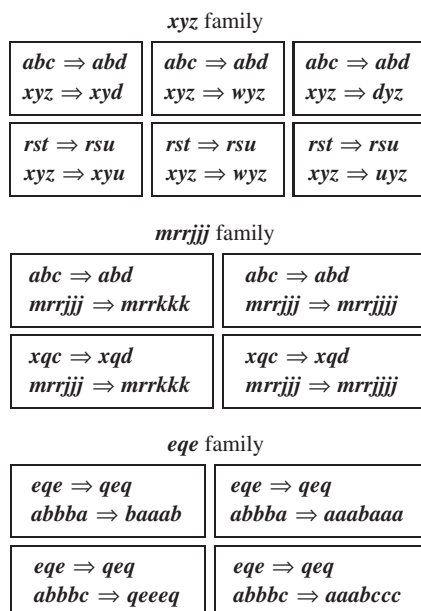 xyz family
abc ⇒ abd
xyz ⇒ xyd
abc ⇒ abd
xyz ⇒ wyz
abc ⇒ abd
xyz ⇒ dyz
rst ⇒ rsu
xyz ⇒ xyu
rst ⇒ rsu
xyz ⇒ wyz
rst ⇒ rsu
xyz ⇒ uyz
mrrjjj family
abc ⇒ abd
mrrjjj ⇒ mrrkkk
abc ⇒ abd
mrrjjj ⇒ mrrjjjj
xqc ⇒ xqd
mrrjjj ⇒ mrrkkk
xqc ⇒ xqd
mrrjjj ⇒ mrrjjjj
eqe family
eqe ⇒ qeq
abbba ⇒ baaab
eqe ⇒ qeq
abbba ⇒ aaabaaa
eqe ⇒ qeq
abbbc ⇒ qeeeq
eqe ⇒ qeq
abbbc ⇒ aaabccc